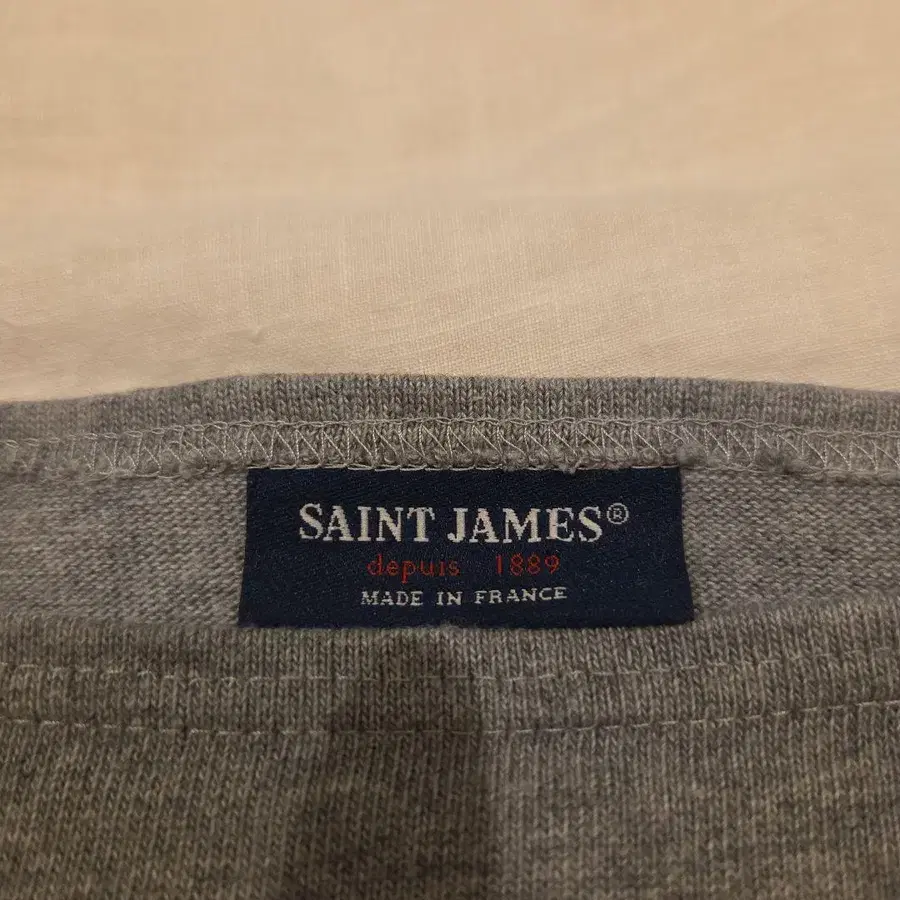 SAINT JAMES®
depuis 1889
MADE IN FRANCE